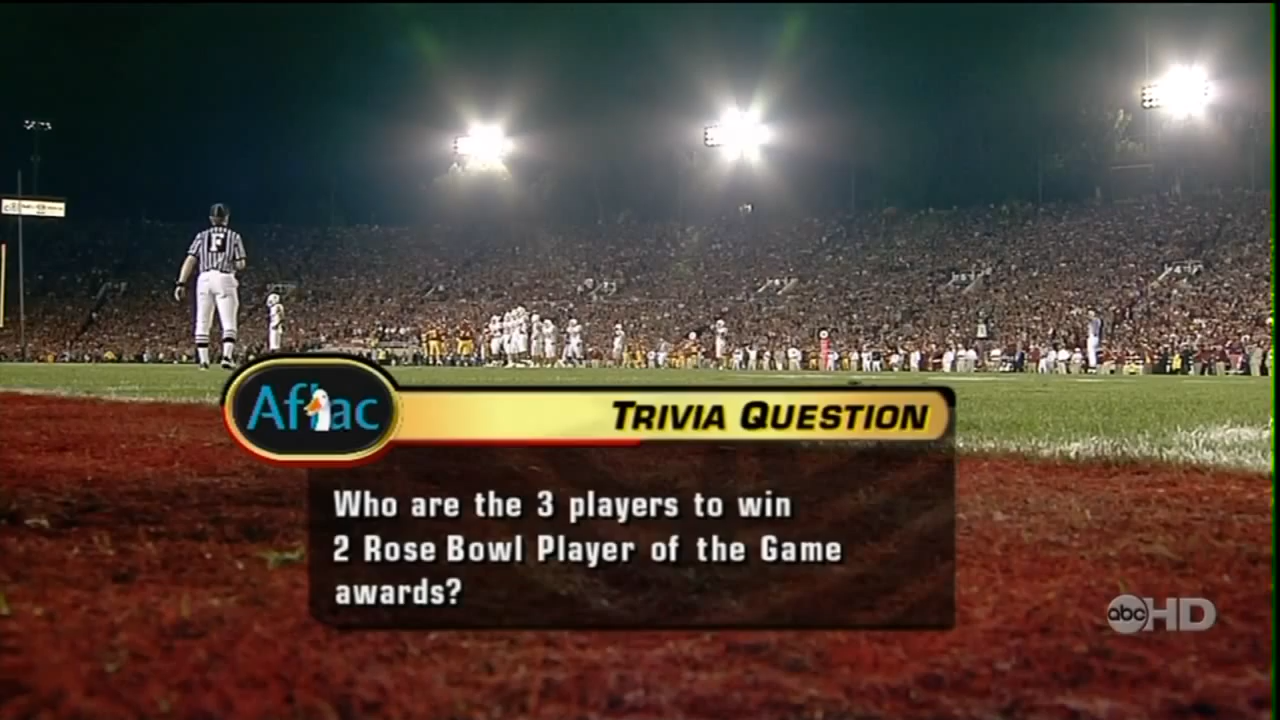 F
Aflac
TRIVIA QUESTION
Who are the 3 players to win
2 Rose Bowl Player of the Game
awards?
abc HD